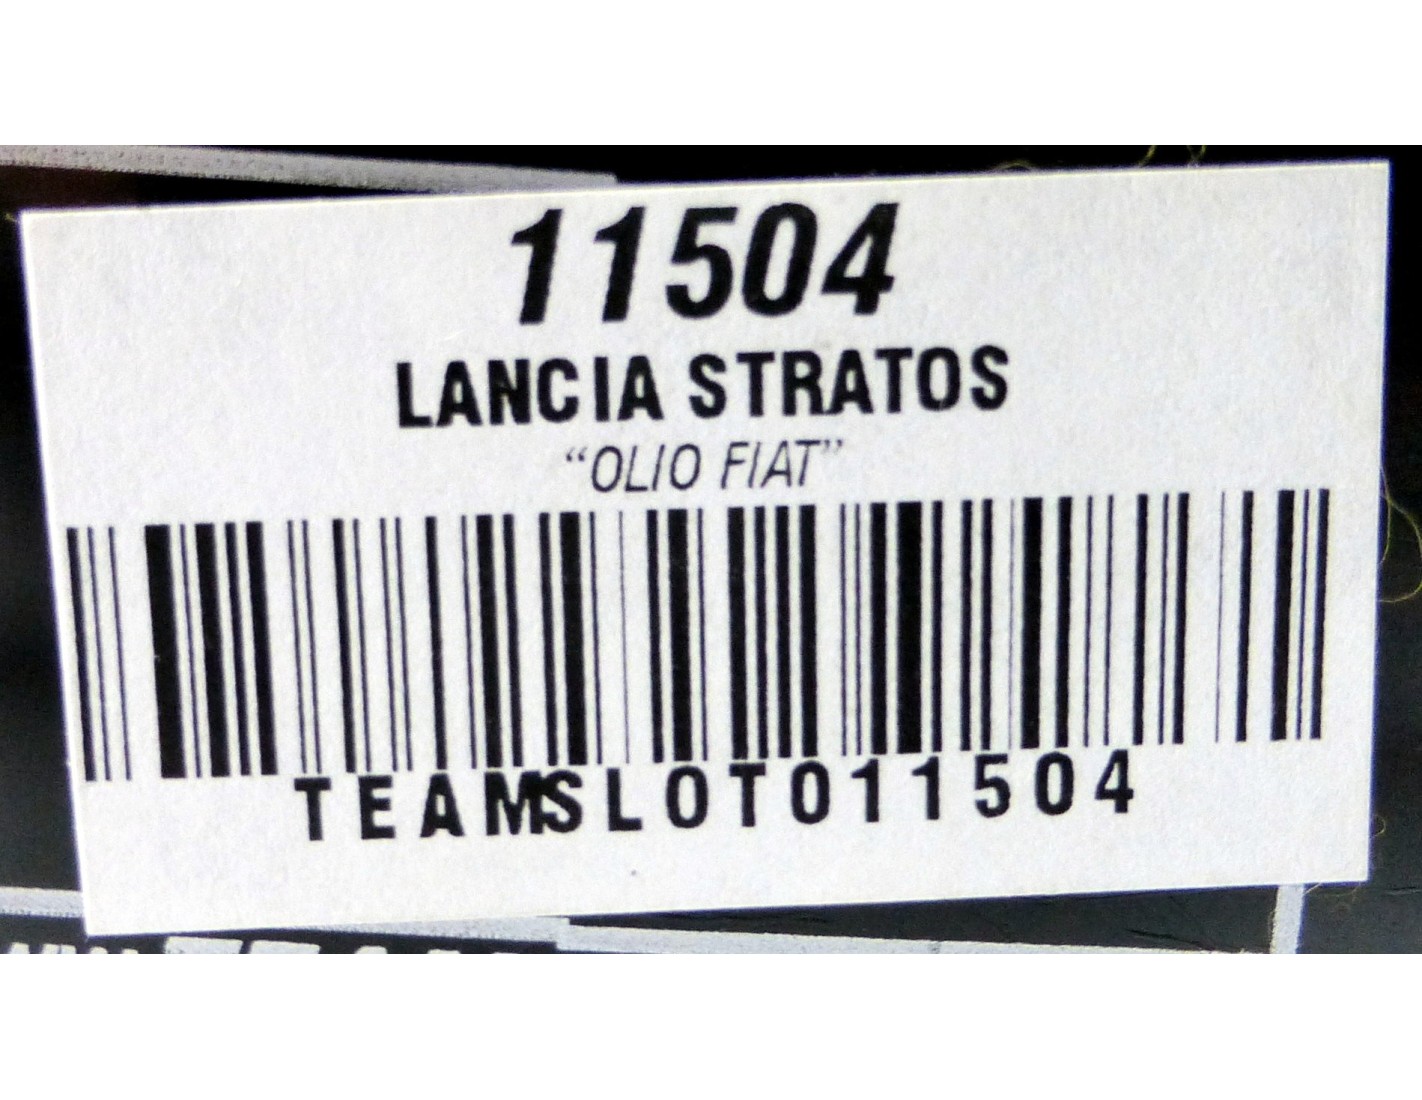 11504
LANCIA STRATOS
“OLIO FIAT”
TEAMSLOT011504